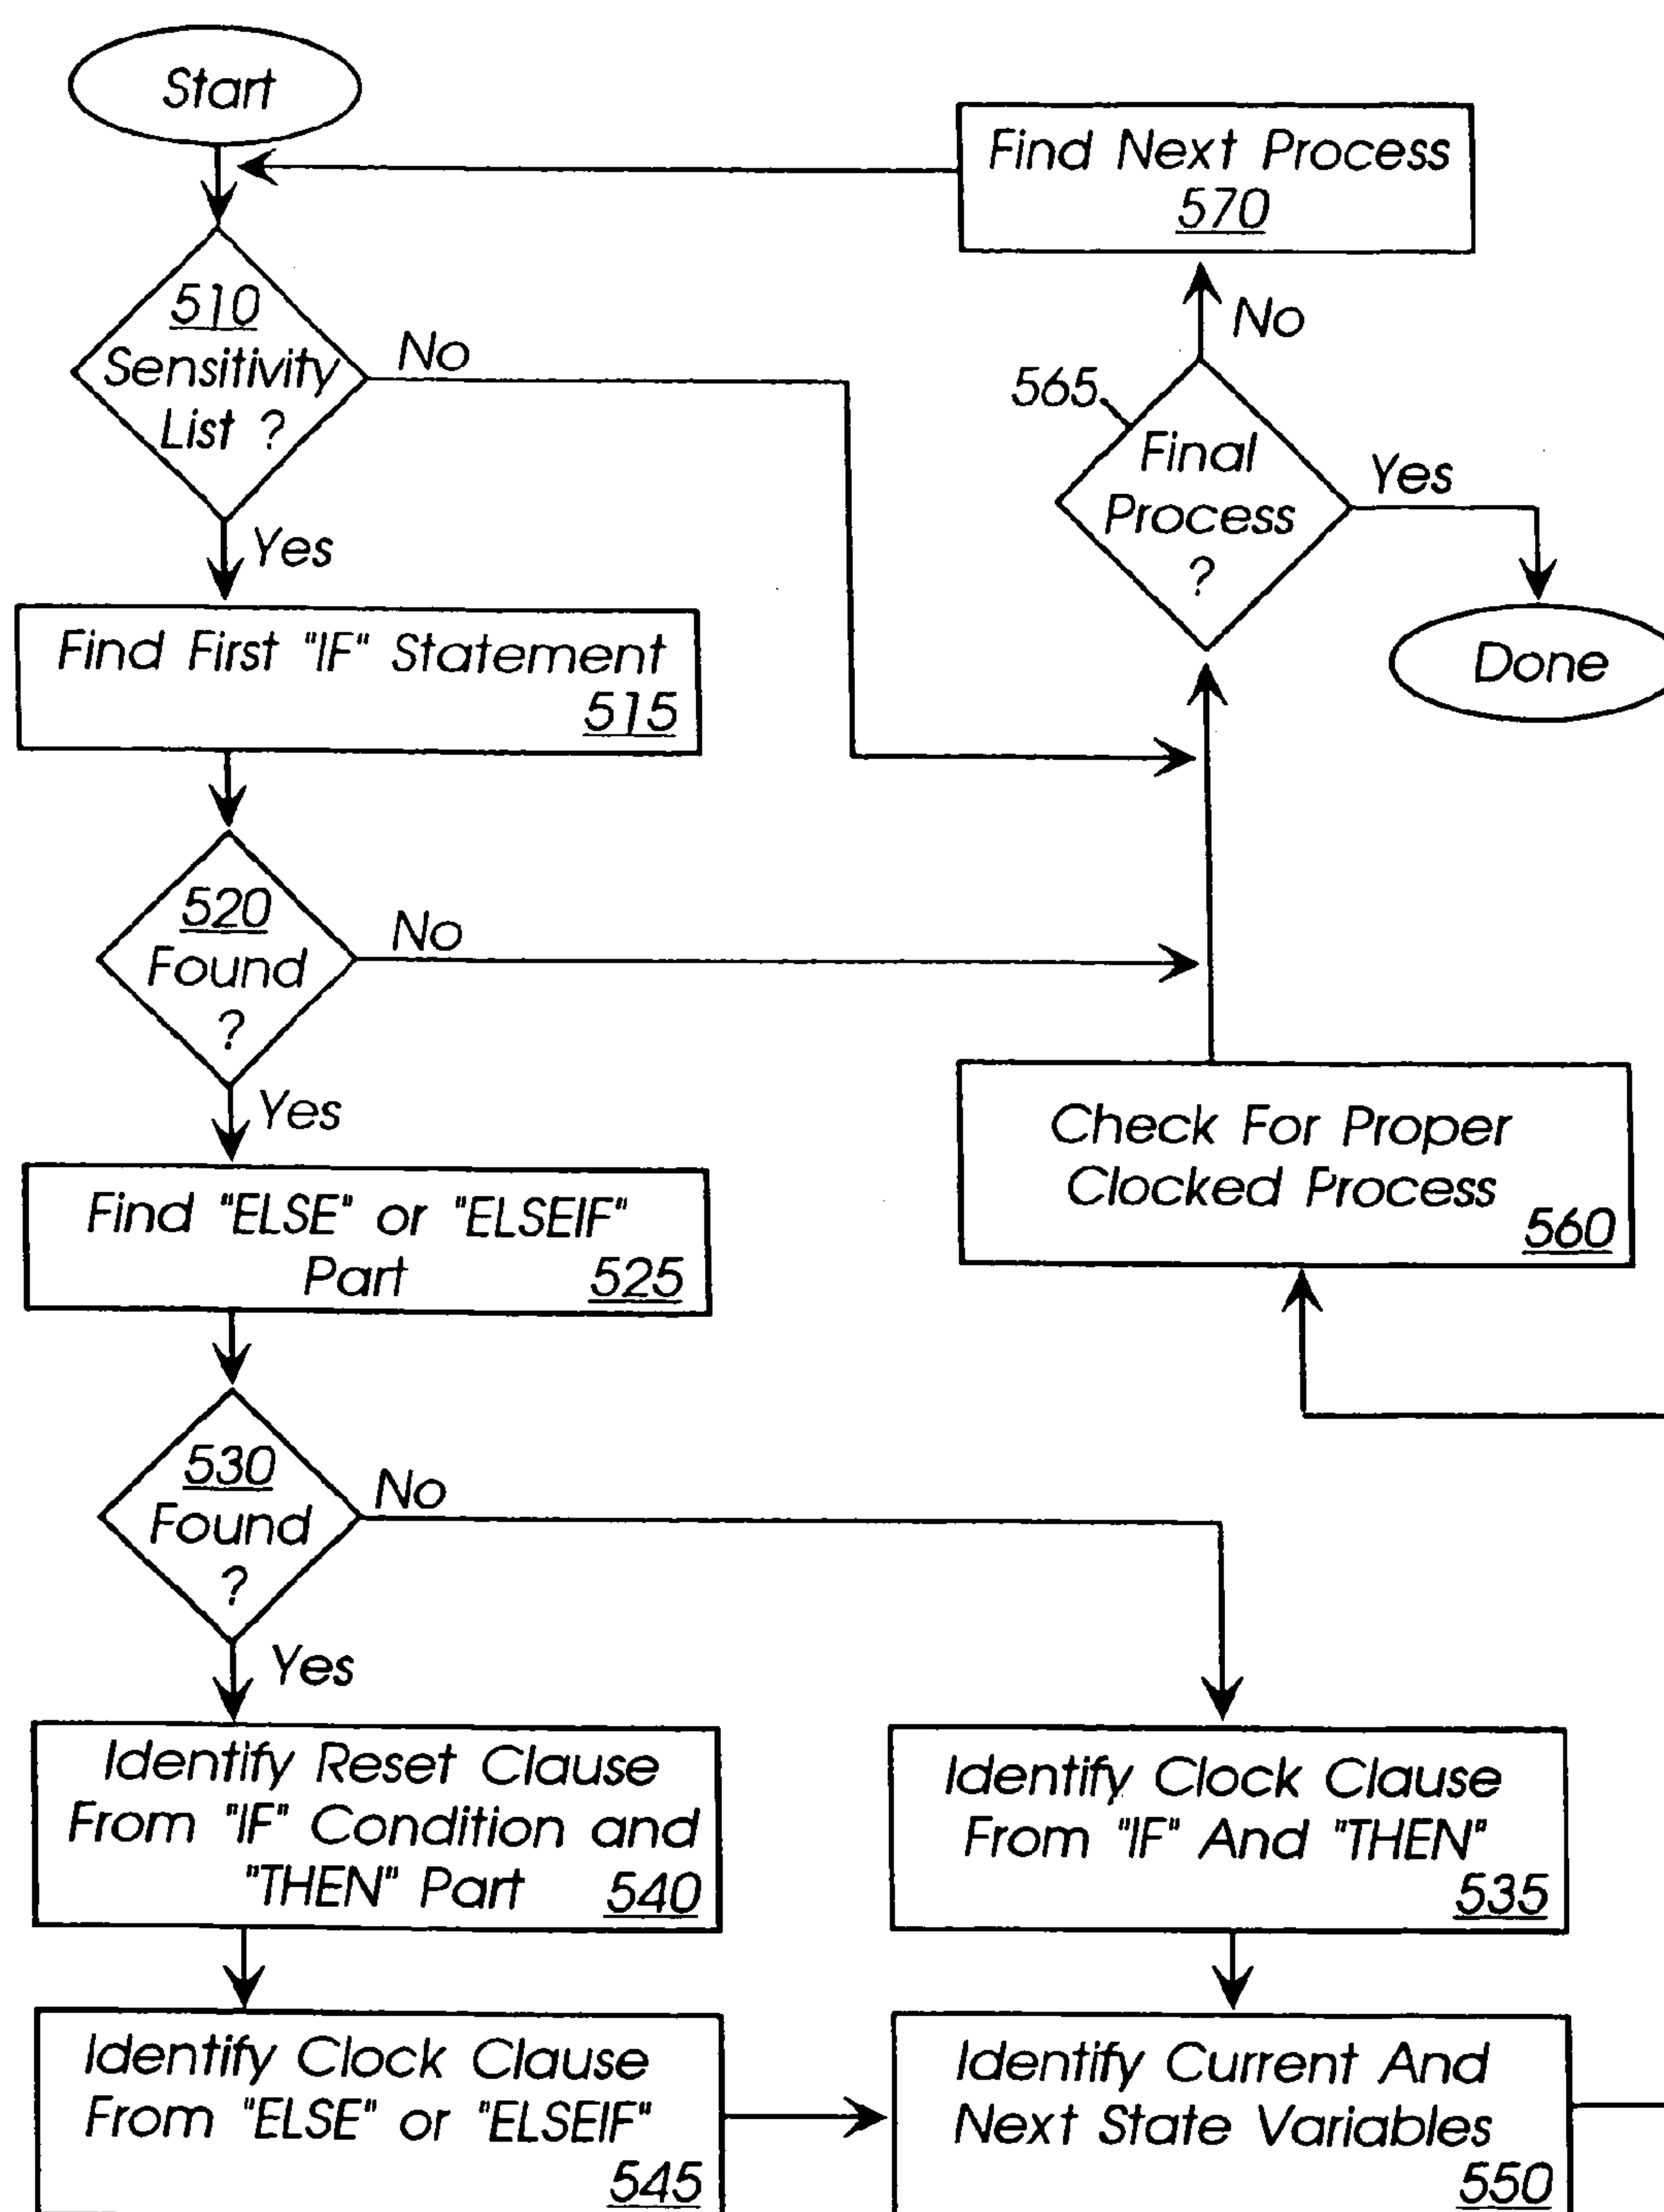 Start
Find Next Process
570
510
Sensitivity
List ?
No
Yes
No
565
Final
Process
?
Yes
Done
Find First "IF" Statement
515
520
Found
?
No
Yes
Find "ELSE" or "ELSEIF"
Part 525
Check For Proper
Clocked Process
560
530
Found
?
No
Yes
Identify Reset Clause
From "IF" Condition and
"THEN" Part 540
Identify Clock Clause
From "IF" And "THEN"
535
Identify Clock Clause
From "ELSE" or "ELSEIF"
545
Identify Current And
Next State Variables
550